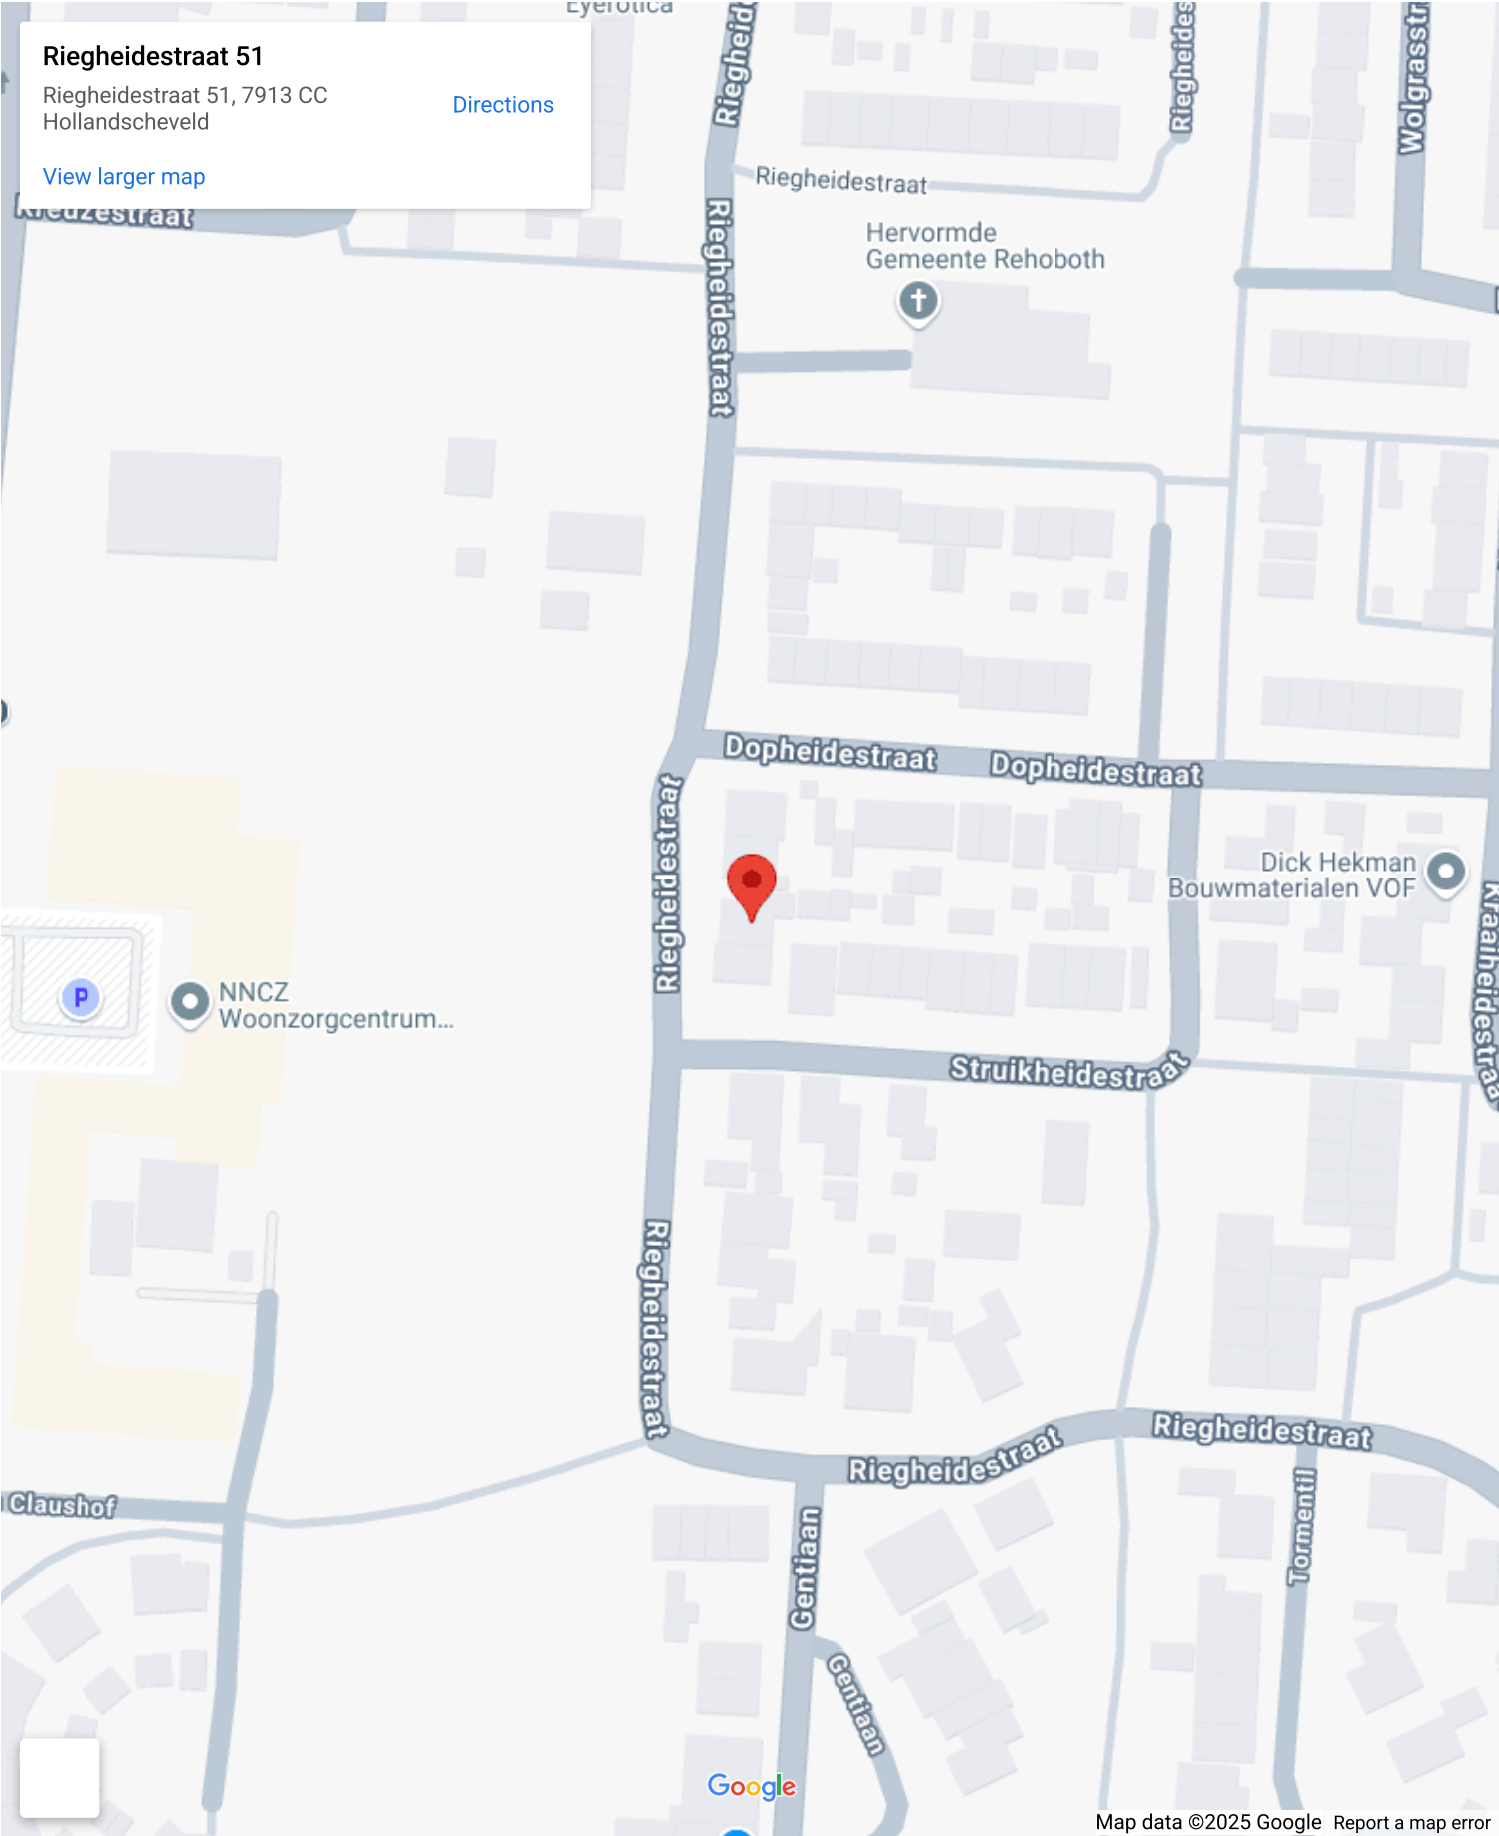 Eyerotica
Riegheidestraat 51
Riegheidestraat 51, 7913 CC
Hollandscheveld
Directions
View larger map
Kreuzestraat
Riegheidestraat
Hervormde
Gemeente Rehoboth
Riegheidestraat
Dopheidestraat
Dopheidestraat
Riegheidestraat
Dick Hekman
Bouwmaterialen VOF
P
NNCZ
Woonzorgcentrum...
Struikheidestraat
Riegheidestraat
Riegheidestraat
Riegheidestraat
Claushof
Gentiaan
Tormentil
Gentiaan
Google
Map data ©2025 Google
Report a map error